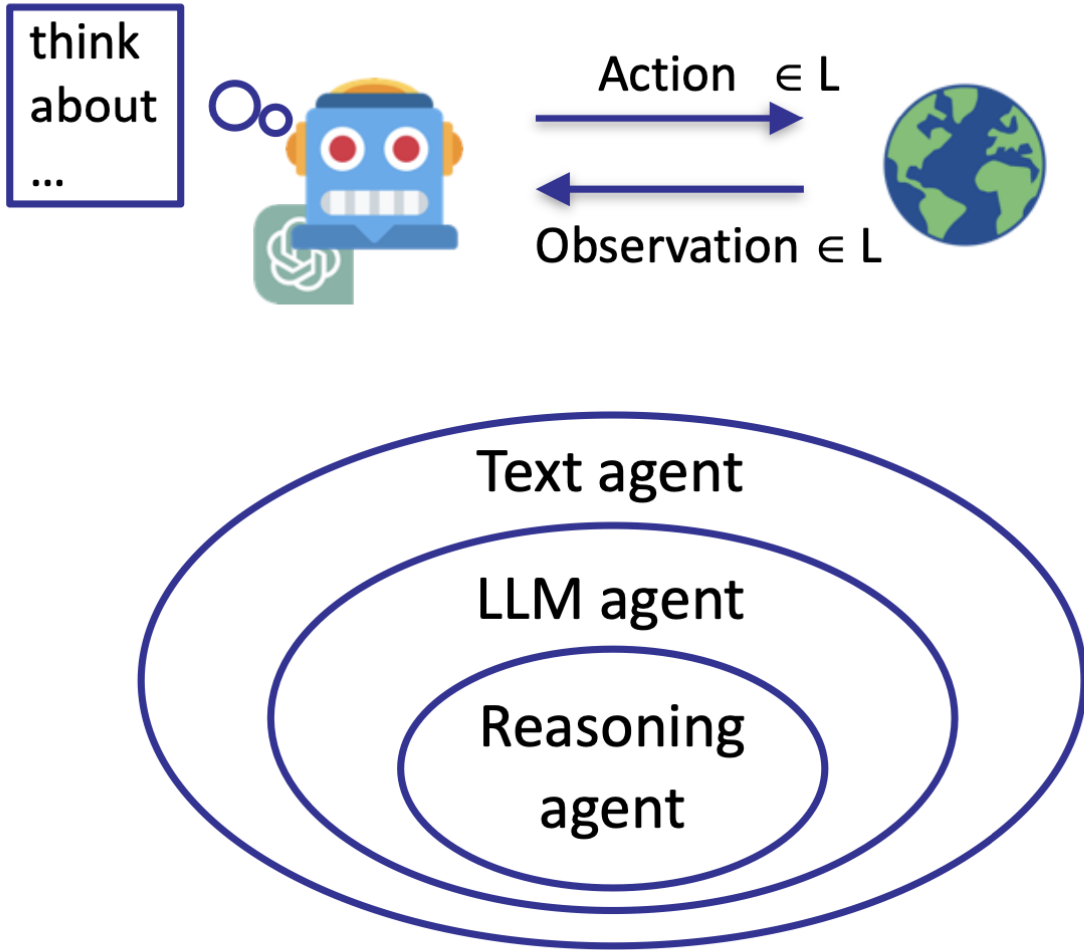 think
about
...
Action ∈ L
Observation ∈ L
Text agent
LLM agent
Reasoning
agent